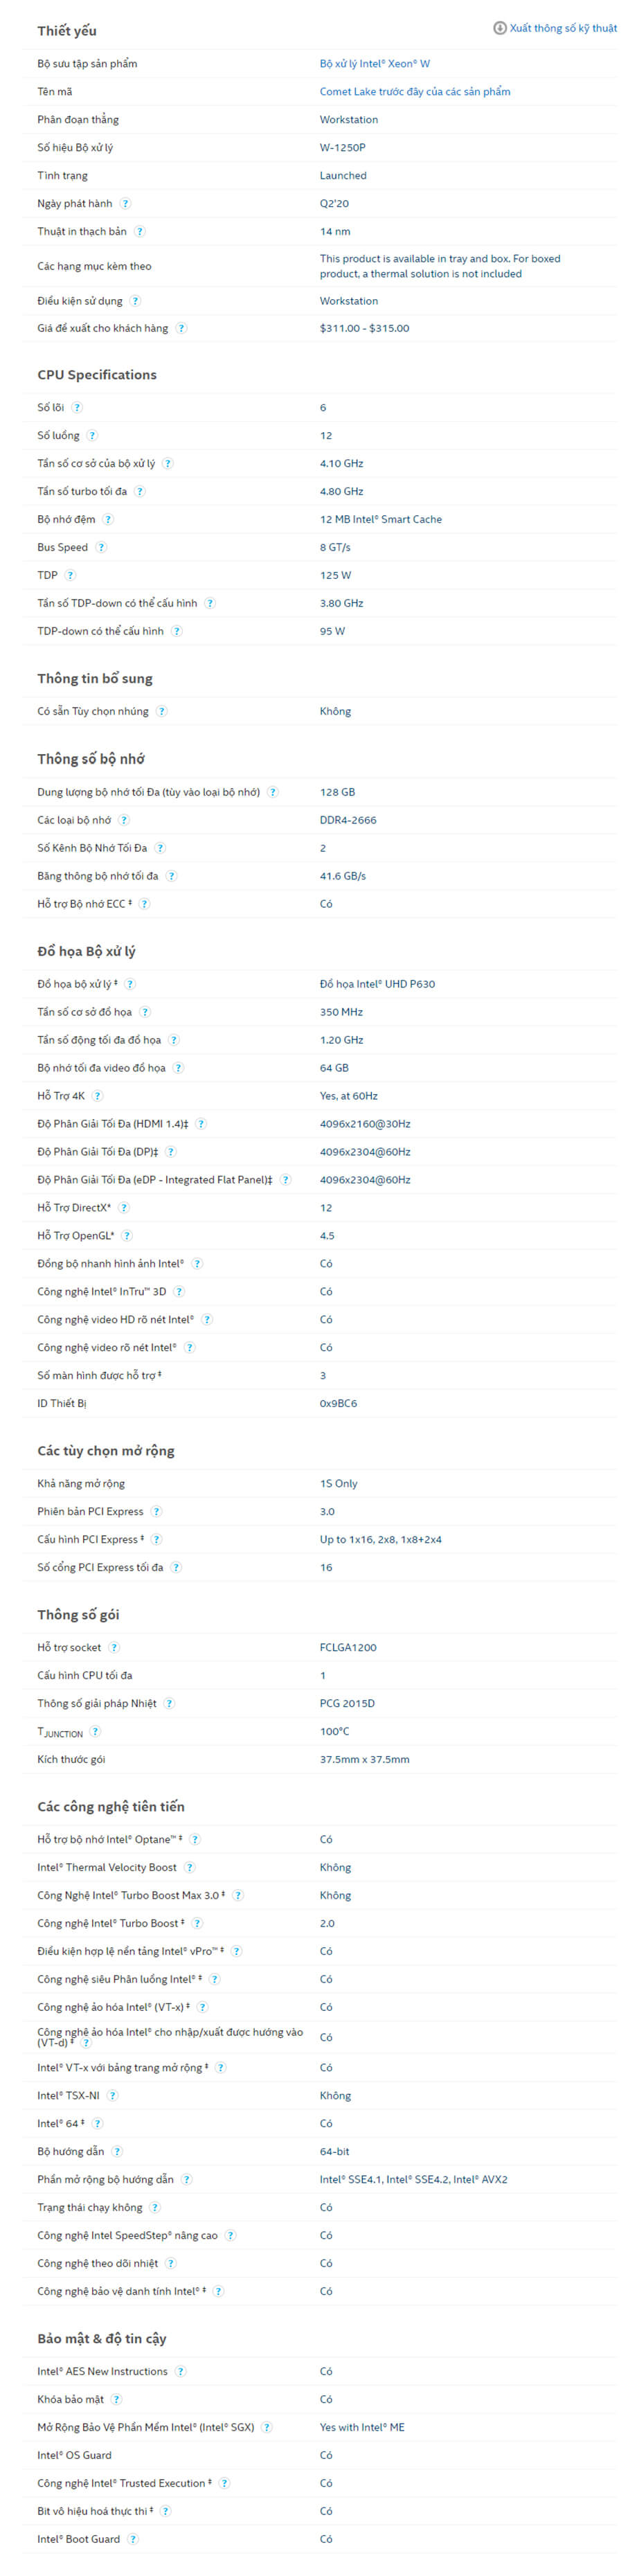 Thiết yếu
Xuất thông số kỹ thuật
Bộ sưu tập sản phẩm Bộ xử lý Intel® Xeon® W
Tên mã Comet Lake trước đây của các sản phẩm
Phân đoạn thẳng Workstation
Số hiệu Bộ xử lý W-1250P
Tình trạng Launched
Ngày phát hành ? Q2'20
Thuật in thạch bản ? 14 nm
Các hạng mục kèm theo This product is available in tray and box. For boxed
product, a thermal solution is not included
Điều kiện sử dụng ? Workstation
Giá đề xuất cho khách hàng ? $311.00 - $315.00
CPU Specifications
Số lõi ? 6
Số luồng ? 12
Tần số cơ sở của bộ xử lý ? 4.10 GHz
Tần số turbo tối đa ? 4.80 GHz
Bộ nhớ đệm ? 12 MB Intel® Smart Cache
Bus Speed ? 8 GT/s
TDP ? 125 W
Tần số TDP-down có thể cấu hình ? 3.80 GHz
TDP-down có thể cấu hình ? 95 W
Thông tin bổ sung
Có sẵn Tùy chọn nhúng ? Không
Thông số bộ nhớ
Dung lượng bộ nhớ tối Đa (tùy vào loại bộ nhớ) ? 128 GB
Các loại bộ nhớ ? DDR4-2666
Số Kênh Bộ Nhớ Tối Đa ? 2
Băng thông bộ nhớ tối đa ? 41.6 GB/s
Hỗ trợ Bộ nhớ ECC ‡ ? Có
Đồ họa Bộ xử lý
Đồ họa bộ xử lý ‡ ? Đồ họa Intel® UHD P630
Tần số cơ sở đồ họa ? 350 MHz
Tần số động tối đa đồ họa ? 1.20 GHz
Bộ nhớ tối đa video đồ họa ? 64 GB
Hỗ Trợ 4K ? Yes, at 60Hz
Độ Phân Giải Tối Đa (HDMI 1.4)‡ ? 4096x2160@30Hz
Độ Phân Giải Tối Đa (DP)‡ ? 4096x2304@60Hz
Độ Phân Giải Tối Đa (eDP - Integrated Flat Panel)‡ ? 4096x2304@60Hz
Hỗ Trợ DirectX* ? 12
Hỗ Trợ OpenGL* ? 4.5
Đồng bộ nhanh hình ảnh Intel® ? Có
Công nghệ Intel® InTru™ 3D ? Có
Công nghệ video HD rõ nét Intel® ? Có
Công nghệ video rõ nét Intel® ? Có
Số màn hình được hỗ trợ ‡ 3
ID Thiết Bị 0x9BC6
Các tùy chọn mở rộng
Khả năng mở rộng 1S Only
Phiên bản PCI Express ? 3.0
Cấu hình PCI Express ‡ ? Up to 1x16, 2x8, 1x8+2x4
Số cổng PCI Express tối đa ? 16
Thông số gói
Hỗ trợ socket ? FCLGA1200
Cấu hình CPU tối đa 1
Thông số giải pháp Nhiệt ? PCG 2015D
TJUNCTION ? 100°C
Kích thước gói 37.5mm x 37.5mm
Các công nghệ tiên tiến
Hỗ trợ bộ nhớ Intel® Optane™ ‡ ? Có
Intel® Thermal Velocity Boost ? Không
Công Nghệ Intel® Turbo Boost Max 3.0 ‡ ? Không
Công nghệ Intel® Turbo Boost ‡ ? 2.0
Điều kiện hợp lệ nền tảng Intel® vPro™ ‡ ? Có
Công nghệ siêu Phân luồng Intel® ‡ ? Có
Công nghệ ảo hóa Intel® (VT-x) ‡ ? Có
Công nghệ ảo hóa Intel® cho nhập/xuất được hướng vào
(VT-d) ‡ ? Có
Intel® VT-x với bảng trang mở rộng ‡ ? Có
Intel® TSX-NI ? Không
Intel® 64 ‡ ? Có
Bộ hướng dẫn ? 64-bit
Phần mở rộng bộ hướng dẫn ? Intel® SSE4.1, Intel® SSE4.2, Intel® AVX2
Trạng thái chạy không ? Có
Công nghệ Intel SpeedStep® nâng cao ? Có
Công nghệ theo dõi nhiệt ? Có
Công nghệ bảo vệ danh tính Intel® ‡ ? Có
Bảo mật & độ tin cậy
Intel® AES New Instructions ? Có
Khóa bảo mật ? Có
Mở Rộng Bảo Vệ Phần Mềm Intel® (Intel® SGX) ? Yes with Intel® ME
Intel® OS Guard Có
Công nghệ Intel® Trusted Execution ‡ ? Có
Bit vô hiệu hoá thực thi ‡ ? Có
Intel® Boot Guard ? Có